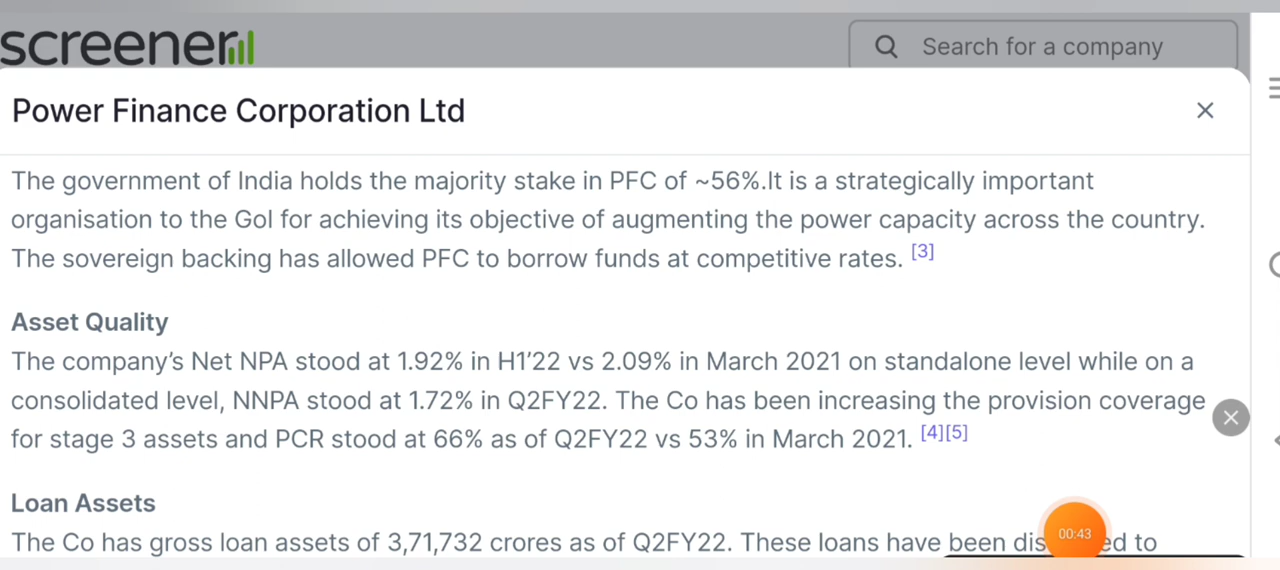 screener
Search for a company
Power Finance Corporation Ltd
The government of India holds the majority stake in PFC of ~56%.It is a strategically important
organisation to the GoI for achieving its objective of augmenting the power capacity across the country.
The sovereign backing has allowed PFC to borrow funds at competitive rates. [3]
Asset Quality
The company's Net NPA stood at 1.92% in H1'22 vs 2.09% in March 2021 on standalone level while on a
consolidated level, NNPA stood at 1.72% in Q2FY22. The Co has been increasing the provision coverage
for stage 3 assets and PCR stood at 66% as of Q2FY22 vs 53% in March 2021. [4][5]
Loan Assets
The Co has gross loan assets of 3,71,732 crores as of Q2FY22. These loans have been to
00:43